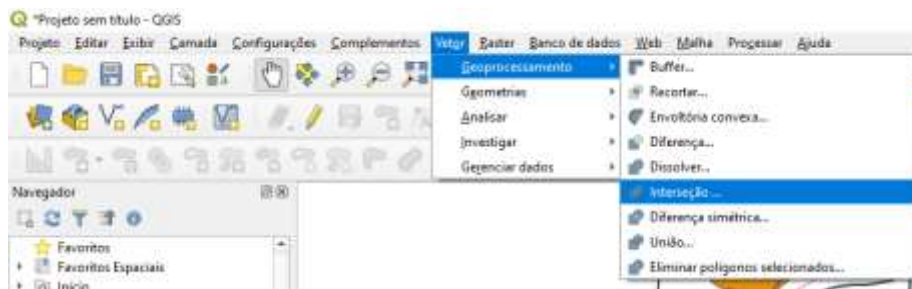 *Projeto sem título - QGIS
Projeto Editar Exibir Camada Configurações Complementos Vetor Raster Banco de dados Web Malha Processar Ajuda
Geoprocessamento
Geometrias
Analisar
Investigar
Gerenciar dados
Buffer...
Recortar...
Envoltória convexa...
Diferença...
Dissolver...
Interseção...
Diferença simétrica...
União...
Eliminar polígonos selecionados...
Navegador
Favoritos
Favoritos Espaciais
Início